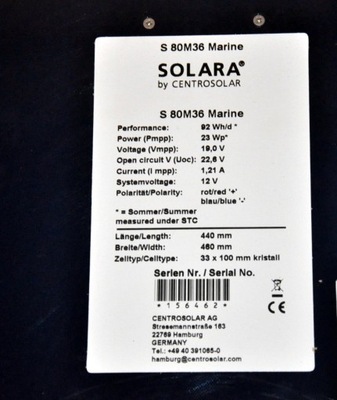 S 80M36 Marine
SOLARA®
by CENTROSOLAR
S 80M36 Marine
Performance: 92 Wh/d *
Power (Pmpp): 23 Wp*
Voltage (Vmpp): 19,0 V
Open circuit V (Uoc): 22,6 V
Current (I mpp): 1,21 A
Systemvoltage: 12 V
Polarität/Polarity: rot/red '+'
blau/blue '-'
* = Sommer/Summer
measured under STC
Länge/Length: 440 mm
Breite/Width: 460 mm
Zelltyp/Celltype: 33 x 100 mm kristall
Serien Nr. / Serial No.
*156462*
CE
CENTROSOLAR AG
Stresemannstraße 163
22769 Hamburg
GERMANY
Tel.: +49 40 391065-0
hamburg@centrosolar.com